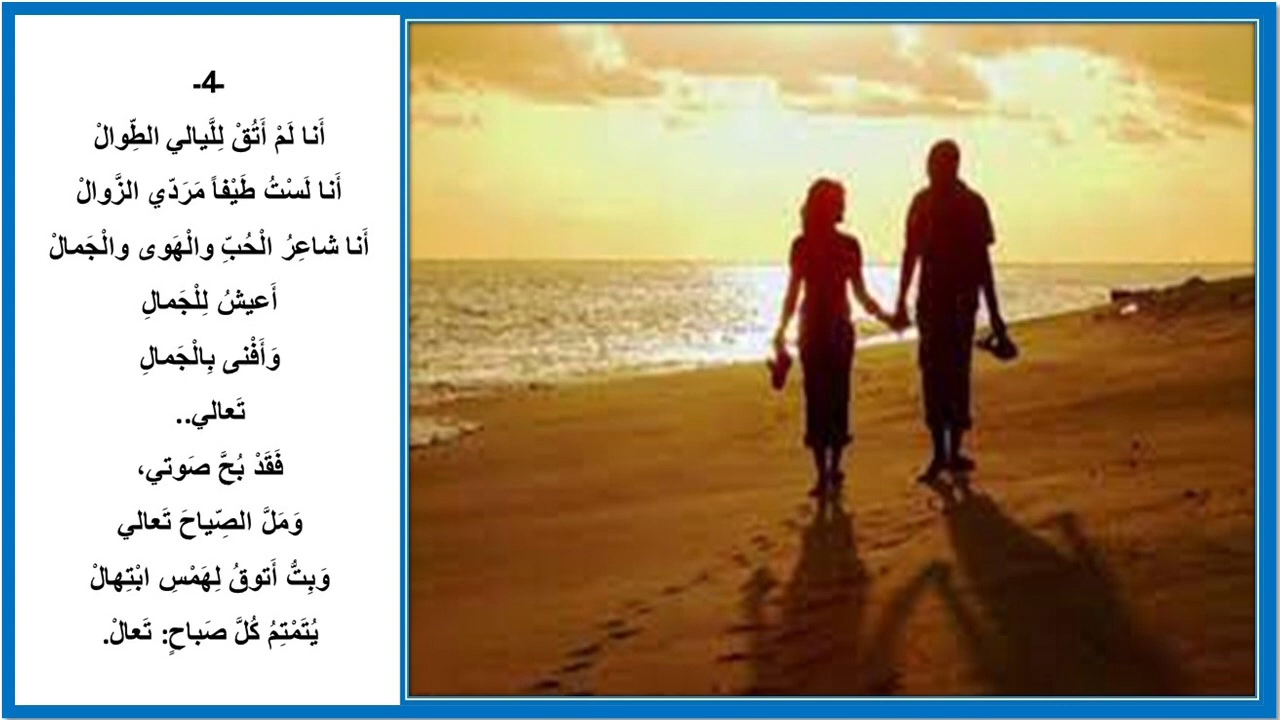 -4-
أَنا لَمْ أَتُقْ لِلَّيالي الطِّوالْ
أَنا لَسْتُ طَيْفاً مَرَدّي الزَّوالْ
أَنا شاعِرُ الْحُبِّ والْهَوى والْجَمالْ
أَعيشُ لِلْجَمالِ
وَأَفْنى بِالْجَمالِ
تَعالي..
فَقَدْ بُحَّ صَوتي،
وَمَلَّ الصِّياحَ تَعالي
وَبِتُّ أَتوقُ لِهَمْسِ ابْتِهالْ
يُتَمْتِمُ كُلَّ صَباحٍ: تَعالْ.